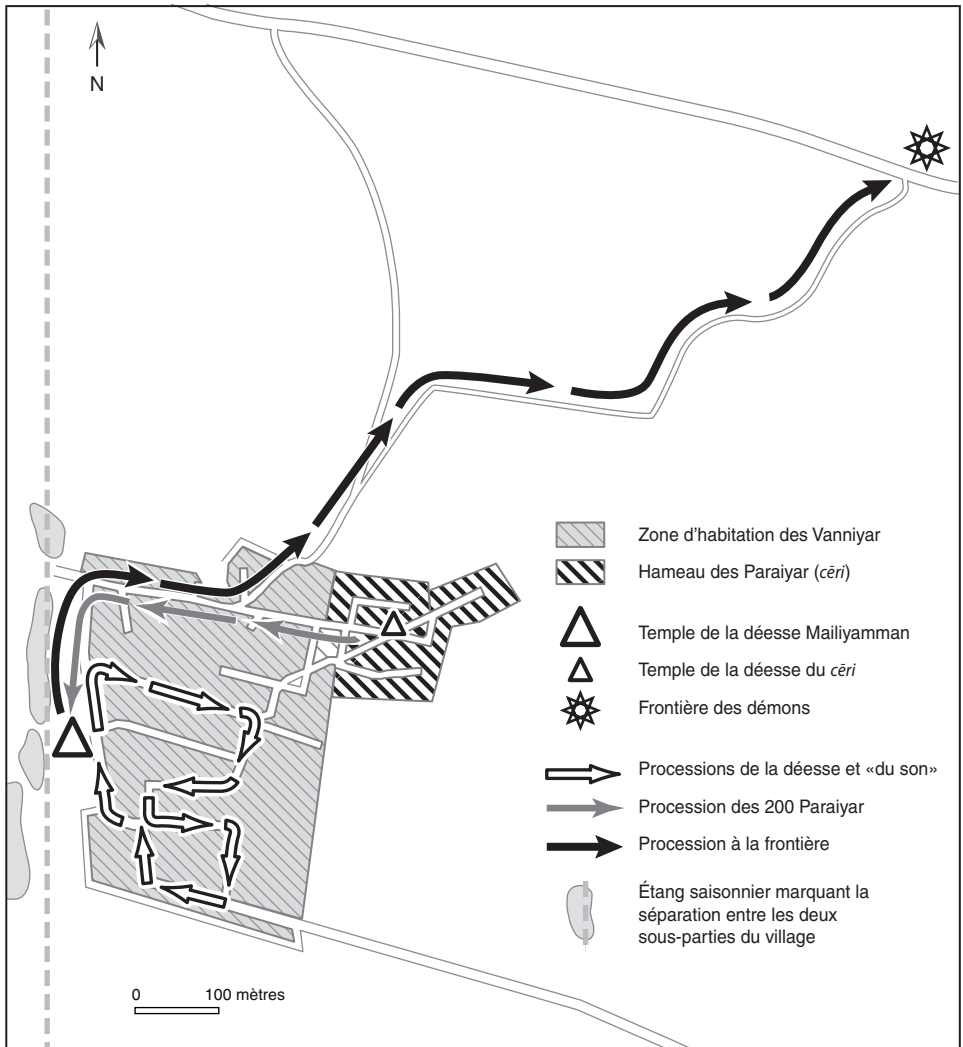 N
Zone d'habitation des Vanniyar
Hameau des Paraiyar (cēri)
Temple de la déesse Mailiyamman
Temple de la déesse du cēri
Frontière des démons
Processions de la déesse et «du son»
Procession des 200 Paraiyar
Procession à la frontière
Étang saisonnier marquant la
séparation entre les deux
sous-parties du village
0 100 mètres